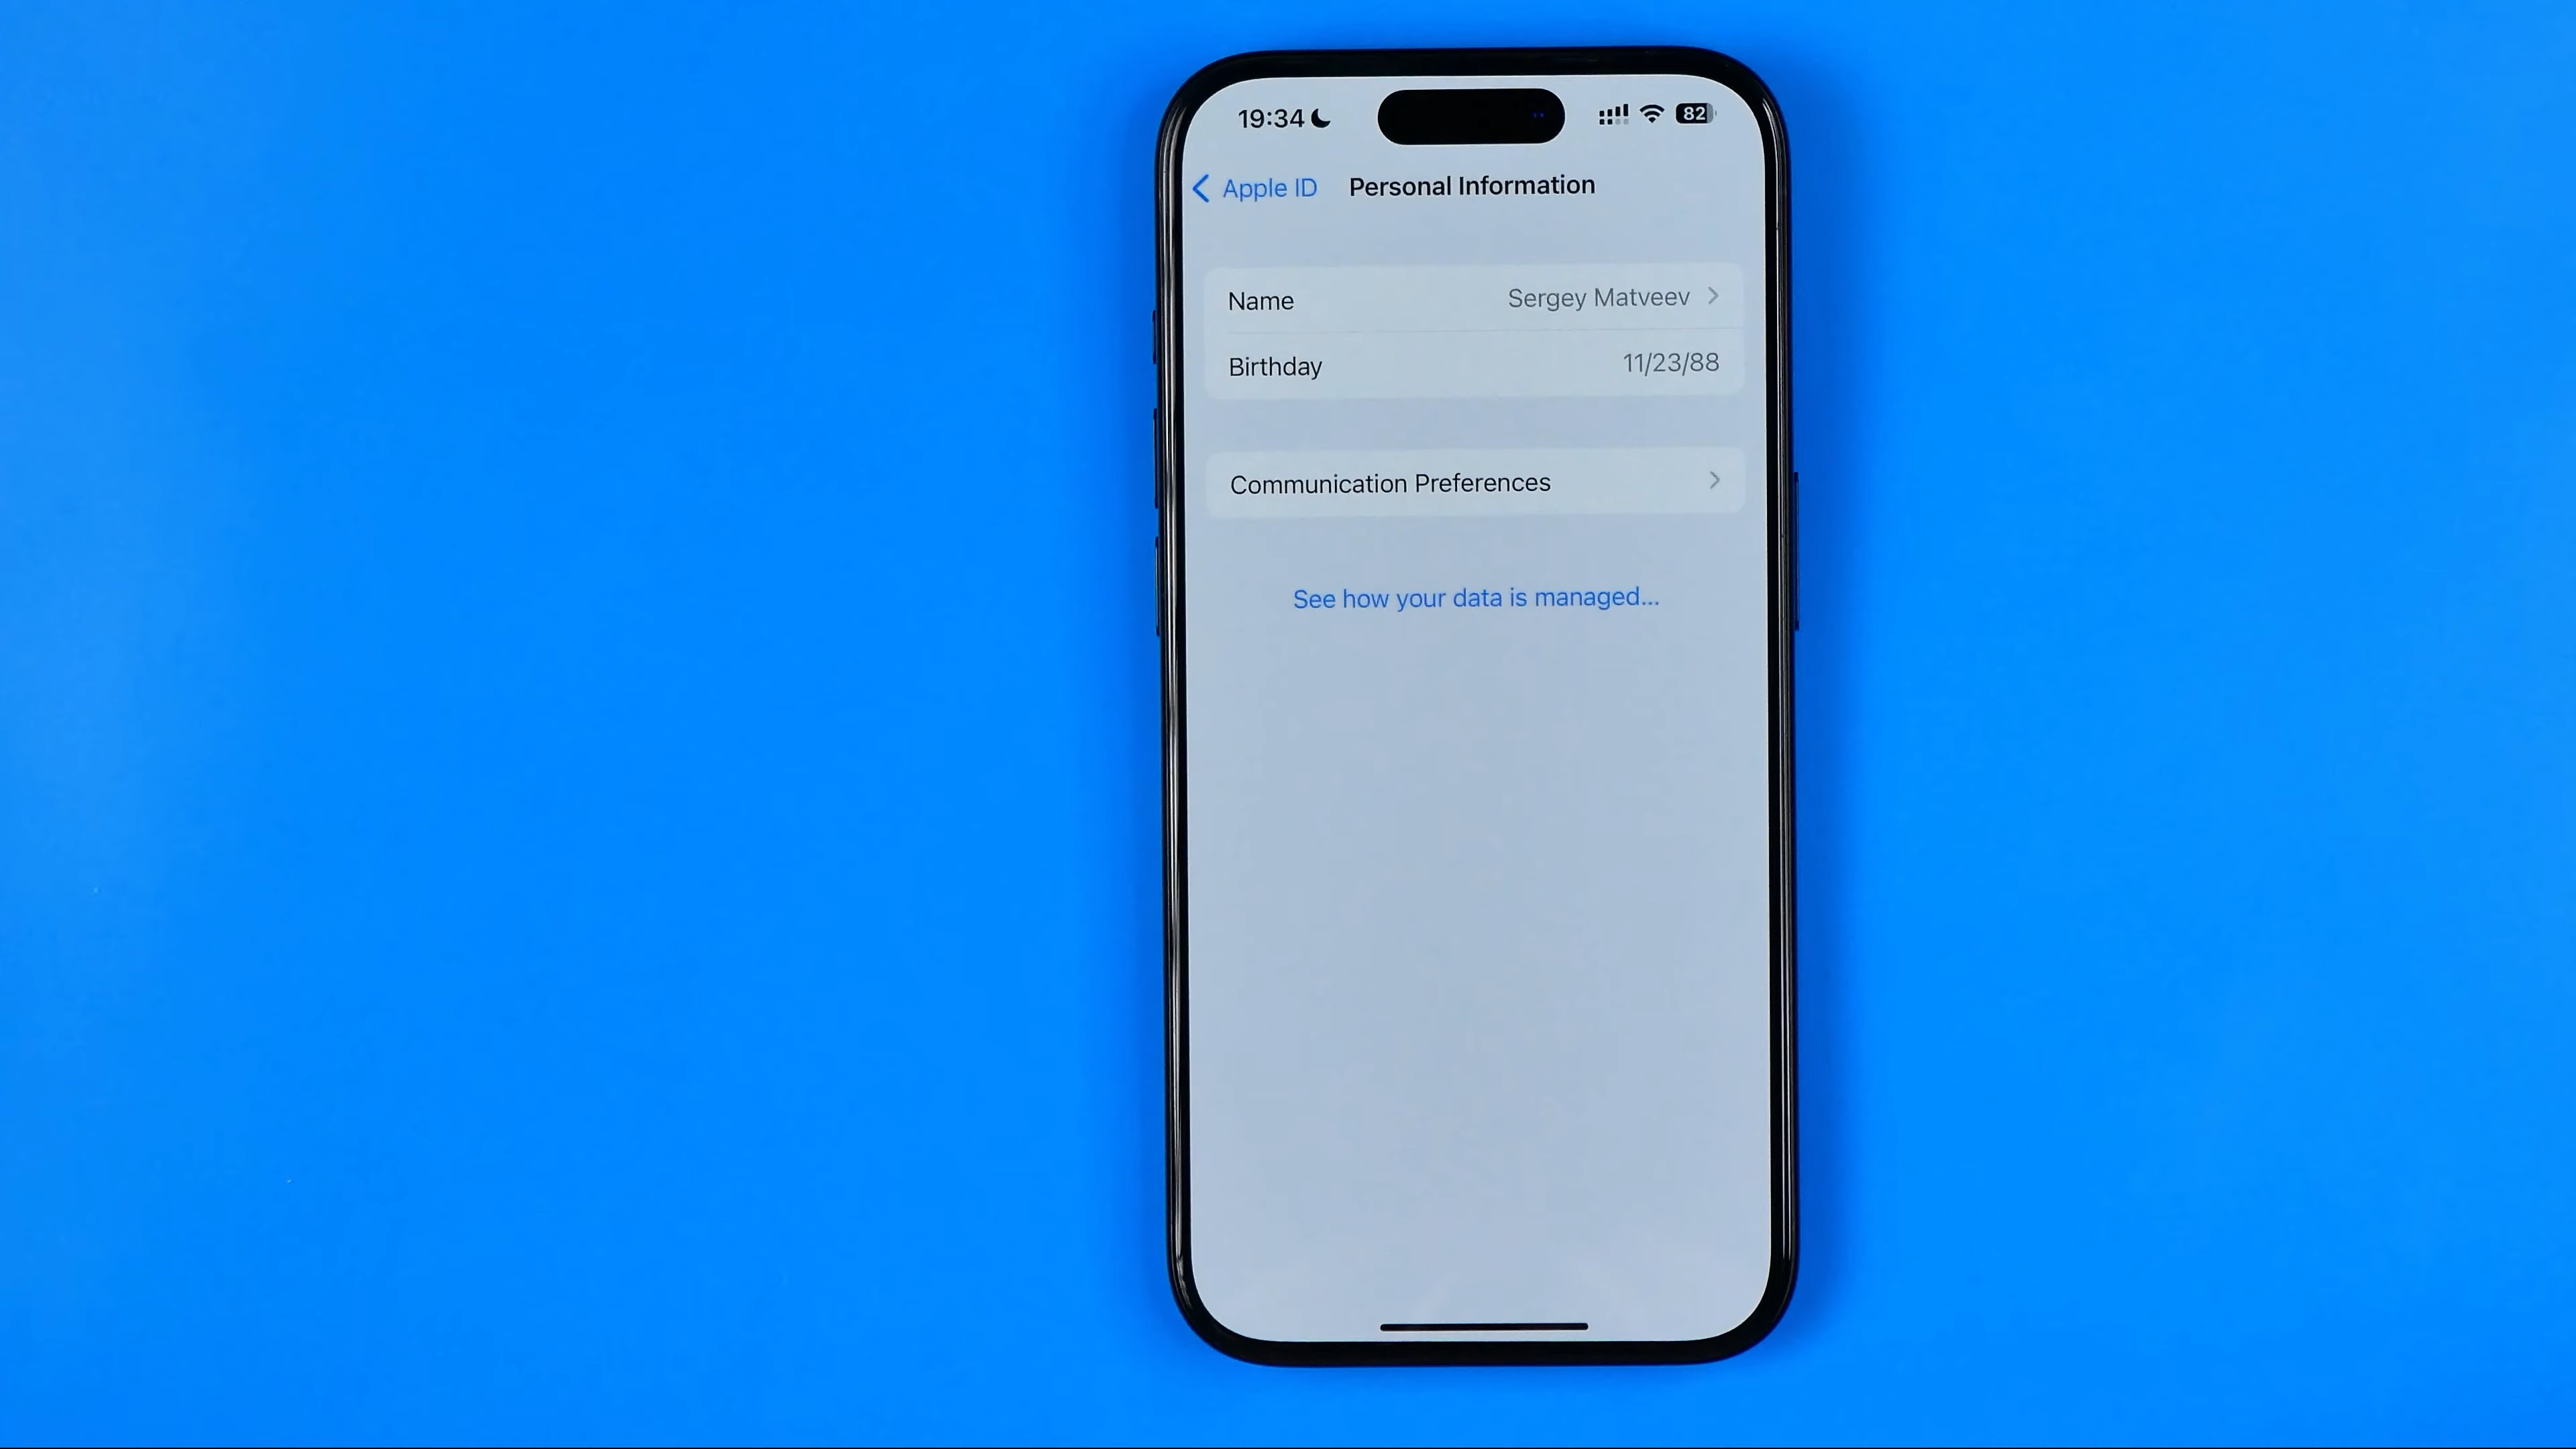 19:34 82
Apple ID Personal Information
Name Sergey Matveev
Birthday 11/23/88
Communication Preferences
See how your data is managed...